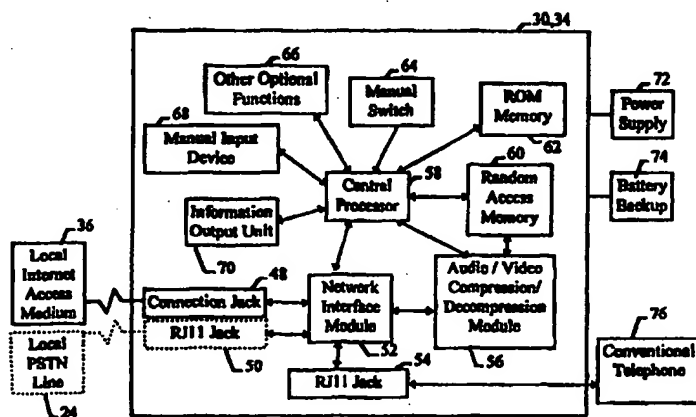 30,34
66
Other Optional
Functions
64
Manual
Switch
ROM
Memory
62
72
Power
Supply
68
Manual Input
Device
58
Central
Processor
60
Random
Access
Memory
74
Battery
Backup
Information
Output Unit
70
36
Local
Internet
Access
Medium
48
Connection Jack
RJ11 Jack
50
Network
Interface
Module
52
Audio / Video
Compression/
Decompression
Module
56
Local
PSTN
Line
24
54
RJ11 Jack
76
Conventional
Telephone